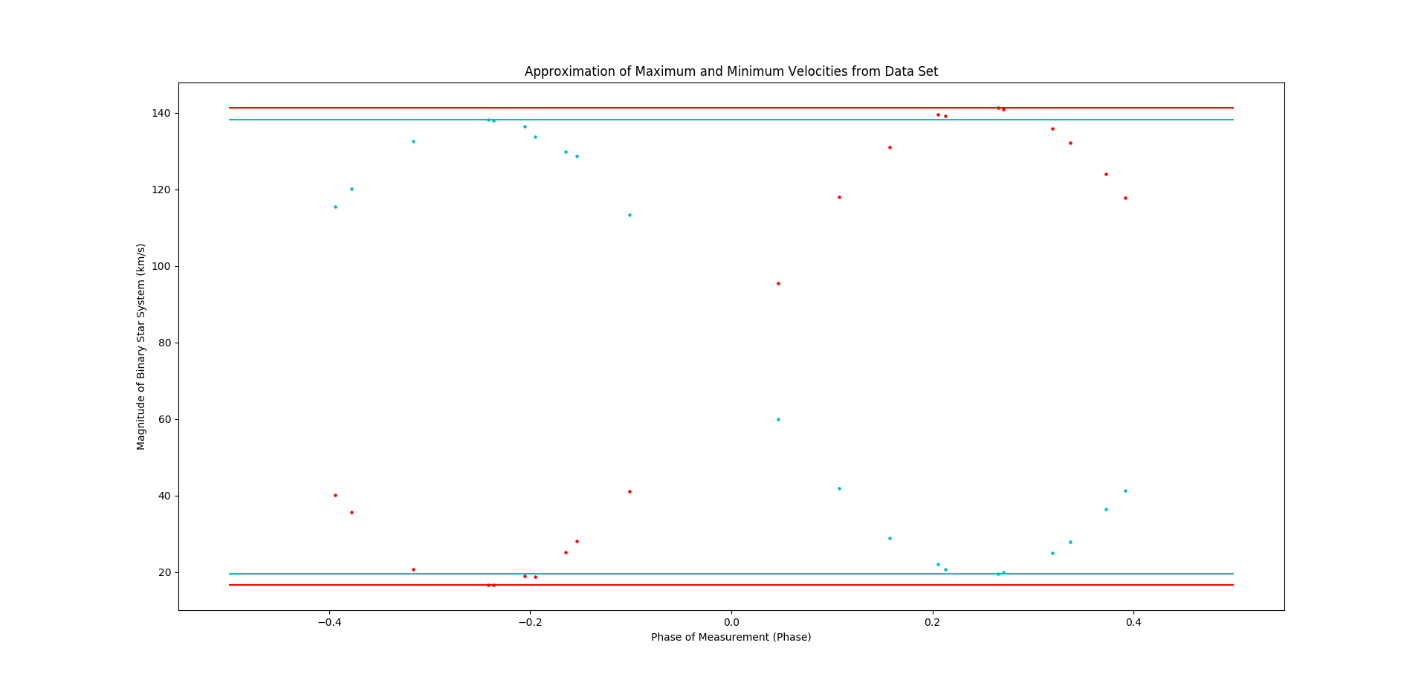 Approximation of Maximum and Minimum Velocities from Data Set
140
120
100
80
60
40
20
Magnitude of Binary Star System (km/s)
−0.4 −0.2 0.0 0.2 0.4
Phase of Measurement (Phase)